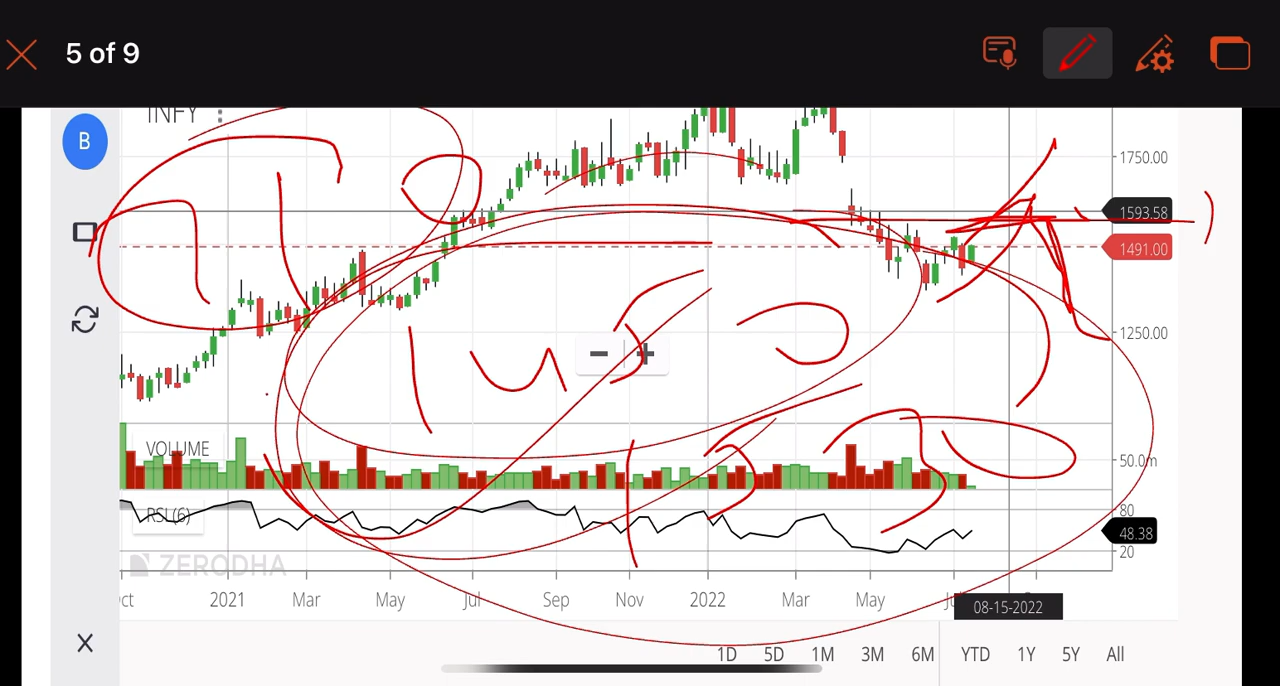 5 of 9
B
INFY
1750.00
1593.58
1491.00
1250.00
VOLUME
50.0m
RSI(6)
80
48.38
20
ZERODHA
2021 Mar May Jul Sep Nov 2022 Mar May
08-15-2022
1D 5D 1M 3M 6M YTD 1Y 5Y All
X